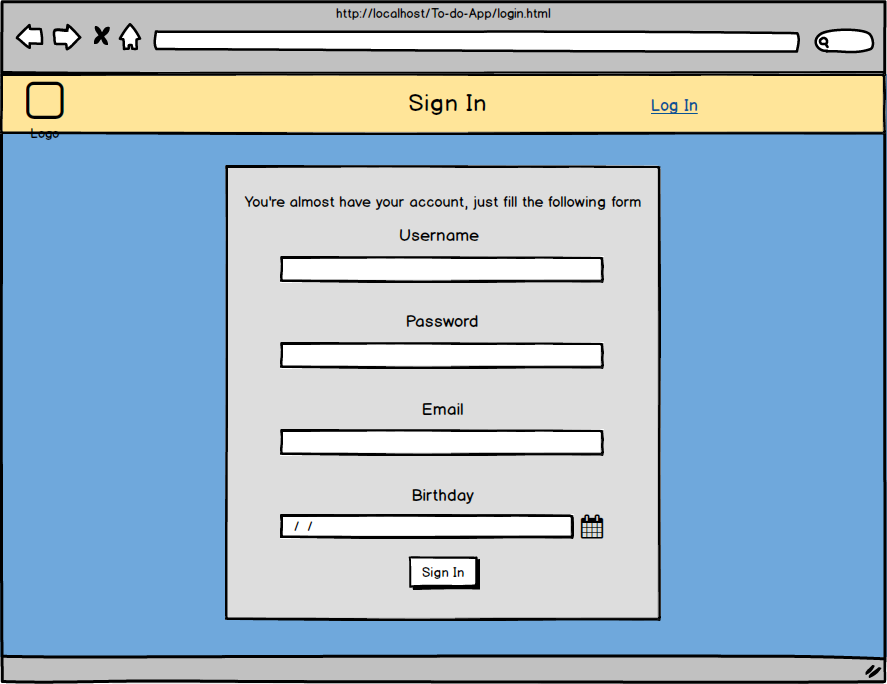 http://localhost/To-do-App/login.html
Sign In
Log In
Logo
You're almost have your account, just fill the following form
Username
Password
Email
Birthday
/ /
Sign In